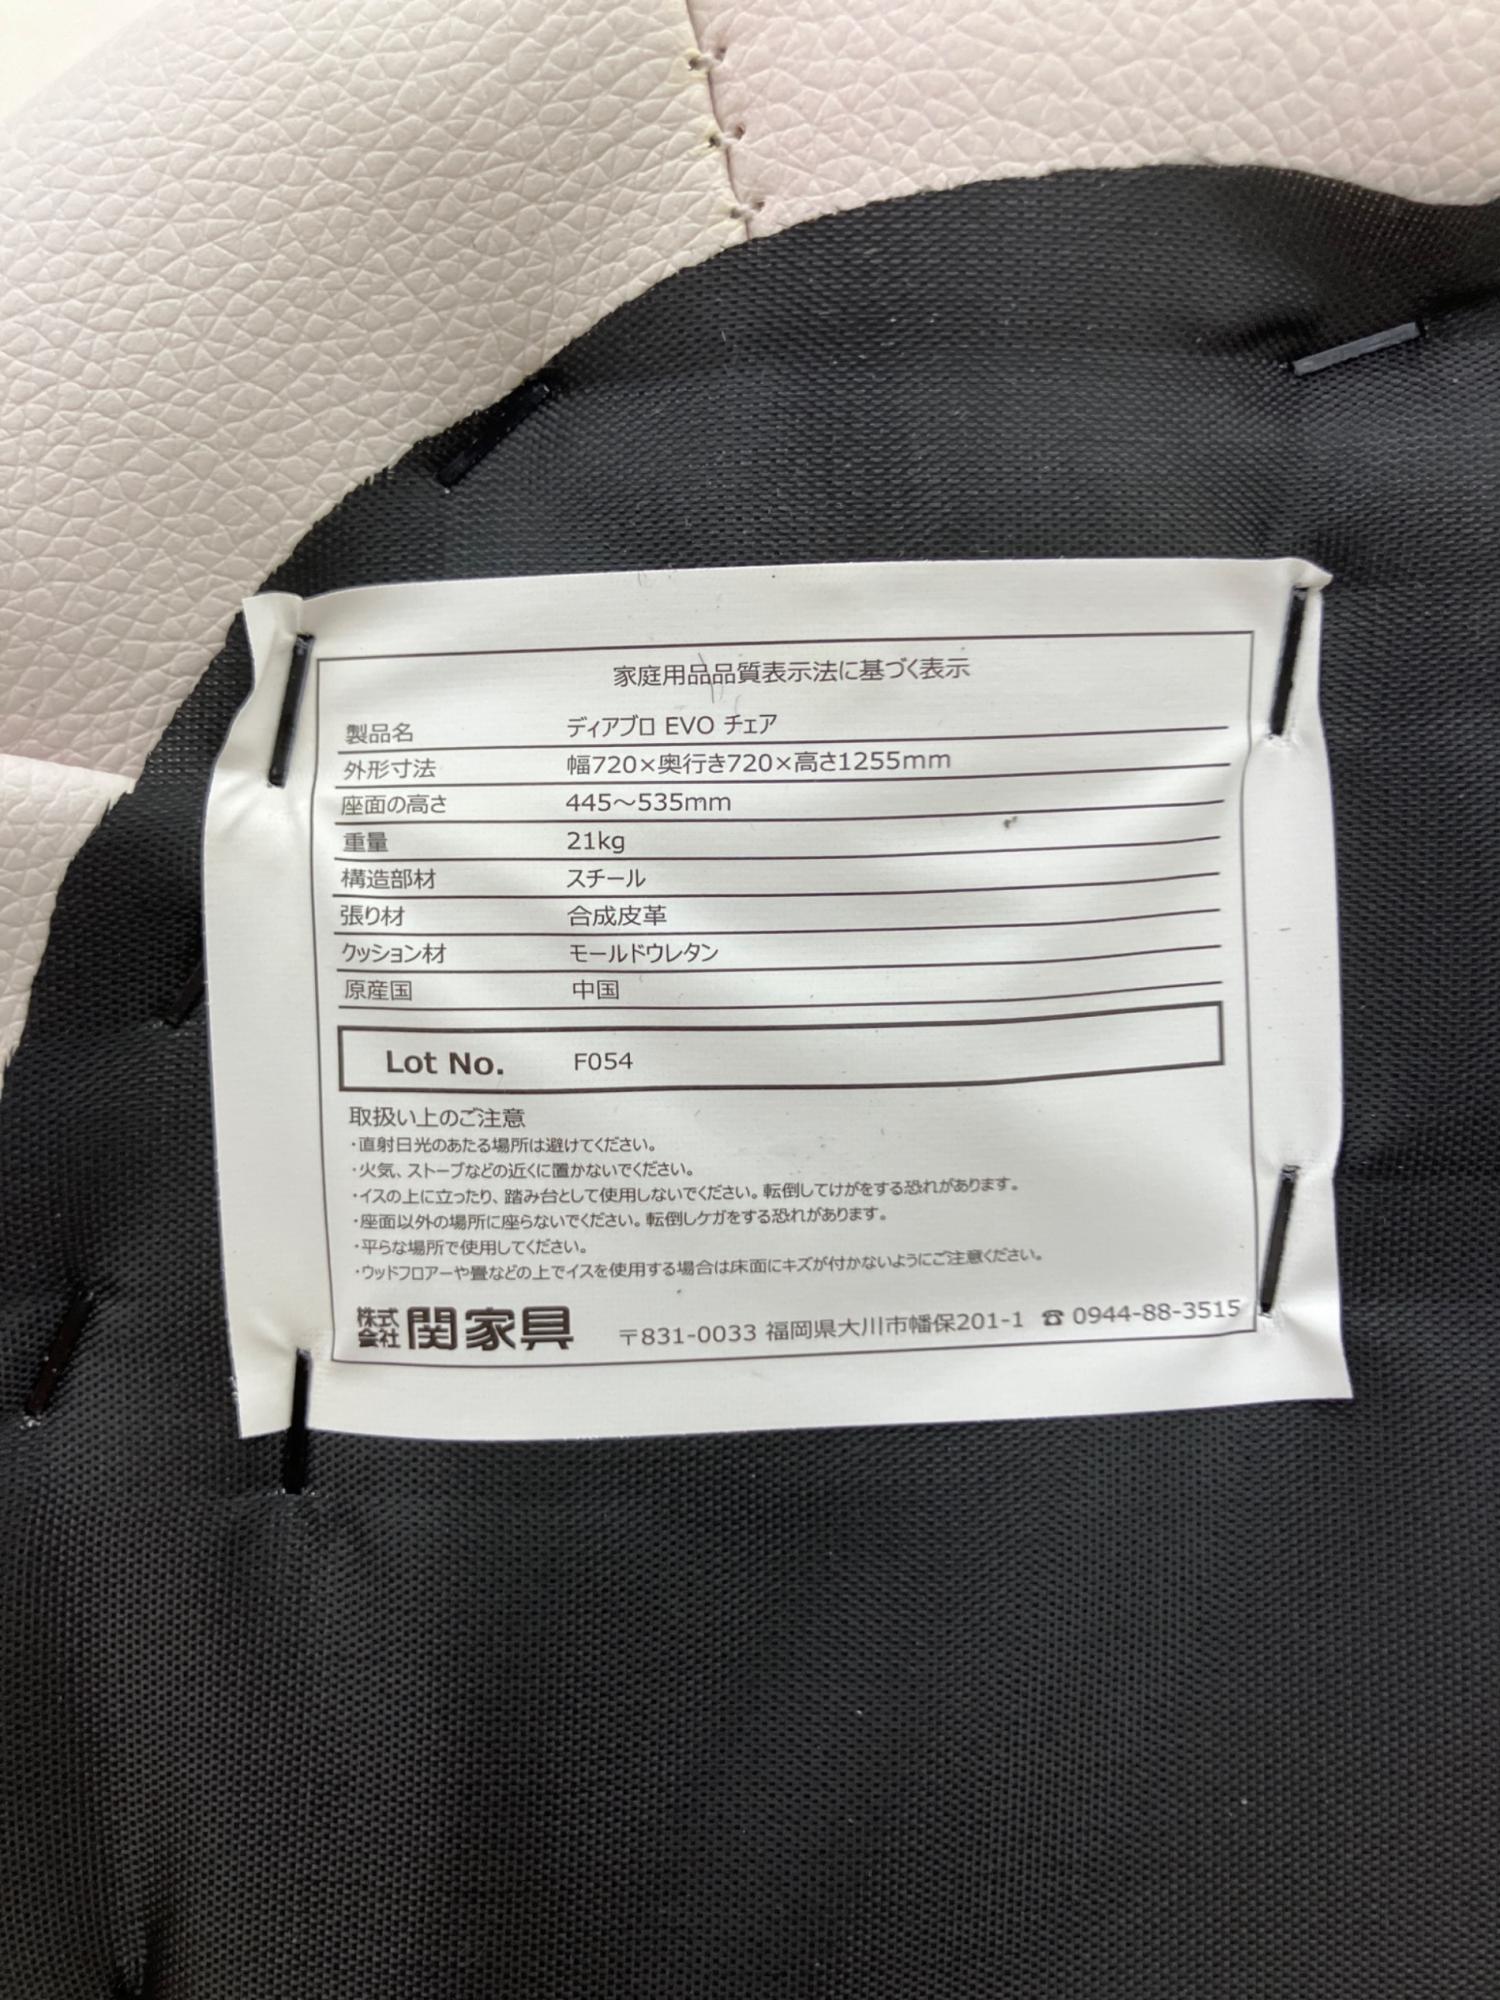 家庭用品品質表示法に基づく表示
製品名 ディアブロ EVO チェア
外形寸法 幅720×奥行き720×高さ1255mm
座面の高さ 445～535mm
重量 21kg
構造部材 スチール
張り材 合成皮革
クッション材 モールドウレタン
原産国 中国
Lot No. F054
取扱い上のご注意
・直射日光のあたる場所は避けてください。
・火気、ストーブなどの近くに置かないでください。
・イスの上に立ったり、踏み台として使用しないでください。転倒してけがをする恐れがあります。
・座面以外の場所に座らないでください。転倒しケガをする恐れがあります。
・平らな場所で使用してください。
・ウッドフロアーや畳などの上でイスを使用する場合は床面にキズが付かないようにご注意ください。
株式会社 関家具 〒831-0033 福岡県大川市幡保201-1 ☎ 0944-88-3515